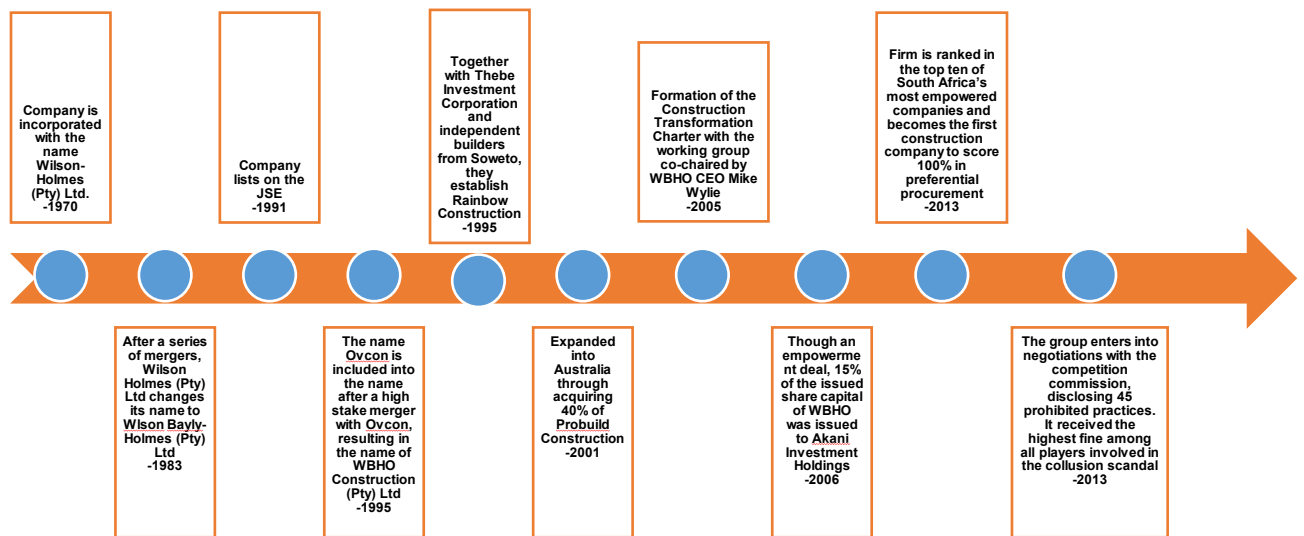 Company is
incorporated
with the
name
Wilson-
Holmes
(Pty) Ltd.
-1970
After a series
of mergers,
Wilson
Holmes (Pty)
Ltd changes
its name to
Wlson Bayly-
Holmes (Pty)
Ltd
-1983
Company
lists on the
JSE
-1991
The name
Ovcon is
included into
the name
after a high
stake merger
with Ovcon,
resulting in
the name of
WBHO
Construction
(Pty) Ltd
-1995
Together
with Thebe
Investment
Corporation
and
independent
builders
from Soweto,
they
establish
Rainbow
Construction
-1995
Expanded
into
Australia
through
acquiring
40% of
Probuild
Construction
-2001
Formation of the
Construction
Transformation
Charter with the
working group
co-chaired by
WBHO CEO Mike
Wylie
-2005
Though an
empowerme
nt deal, 15%
of the issued
share capital
of WBHO
was issued
to Akani
Investment
Holdings
-2006
Firm is ranked in
the top ten of
South Africa's
most empowered
companies and
becomes the first
construction
company to score
100% in
preferential
procurement
-2013
The group enters into
negotiations with the
competition
commission,
disclosing 45
prohibited practices.
It received the
highest fine among
all players involved in
the collusion scandal
-2013